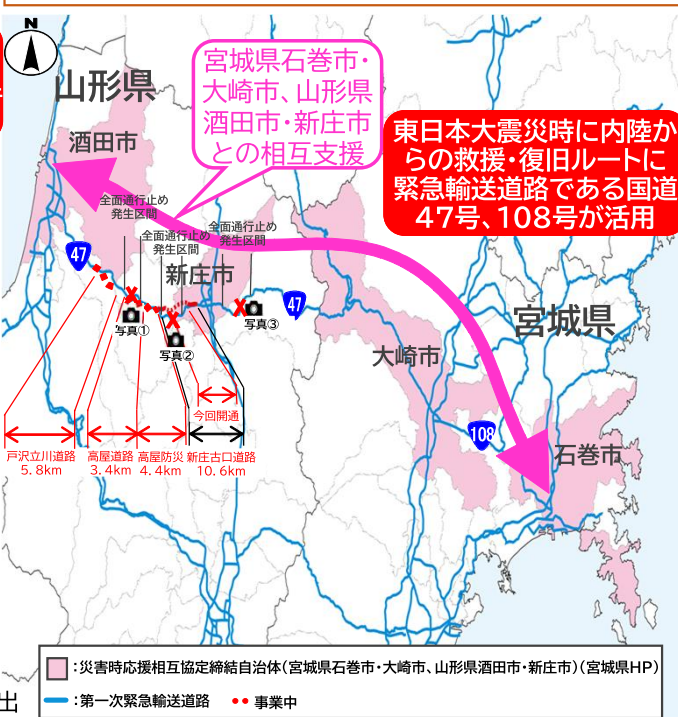 N
山形県
酒田市
宮城県石巻市・
大崎市、山形県
酒田市・新庄市
との相互支援
東日本大震災時に内陸か
らの救援・復旧ルートに
緊急輸送道路である国道
47号、108号が活用
全面通行止め
発生区間
全面通行止め
発生区間
全面通行止め
発生区間
47
新庄市
47
写真①
写真②
写真③
宮城県
大崎市
108
石巻市
今回開通
戸沢立川道路
5.8km
高屋道路
3.4km
高屋防災
4.4km
新庄古口道路
10.6km
:災害時応援相互協定締結自治体(宮城県石巻市・大崎市、山形県酒田市・新庄市)(宮城県HP)
:第一次緊急輸送道路
事業中
出